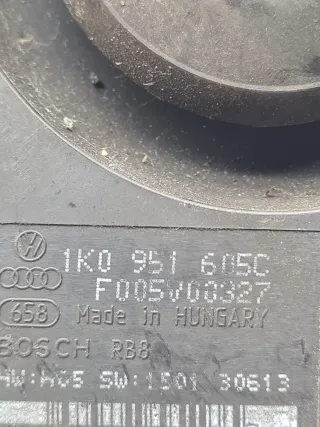 1K0 951 605C
F005V00327
658 Made in HUNGARY
BOSCH RB8
HW:H05 SW:1501 30613